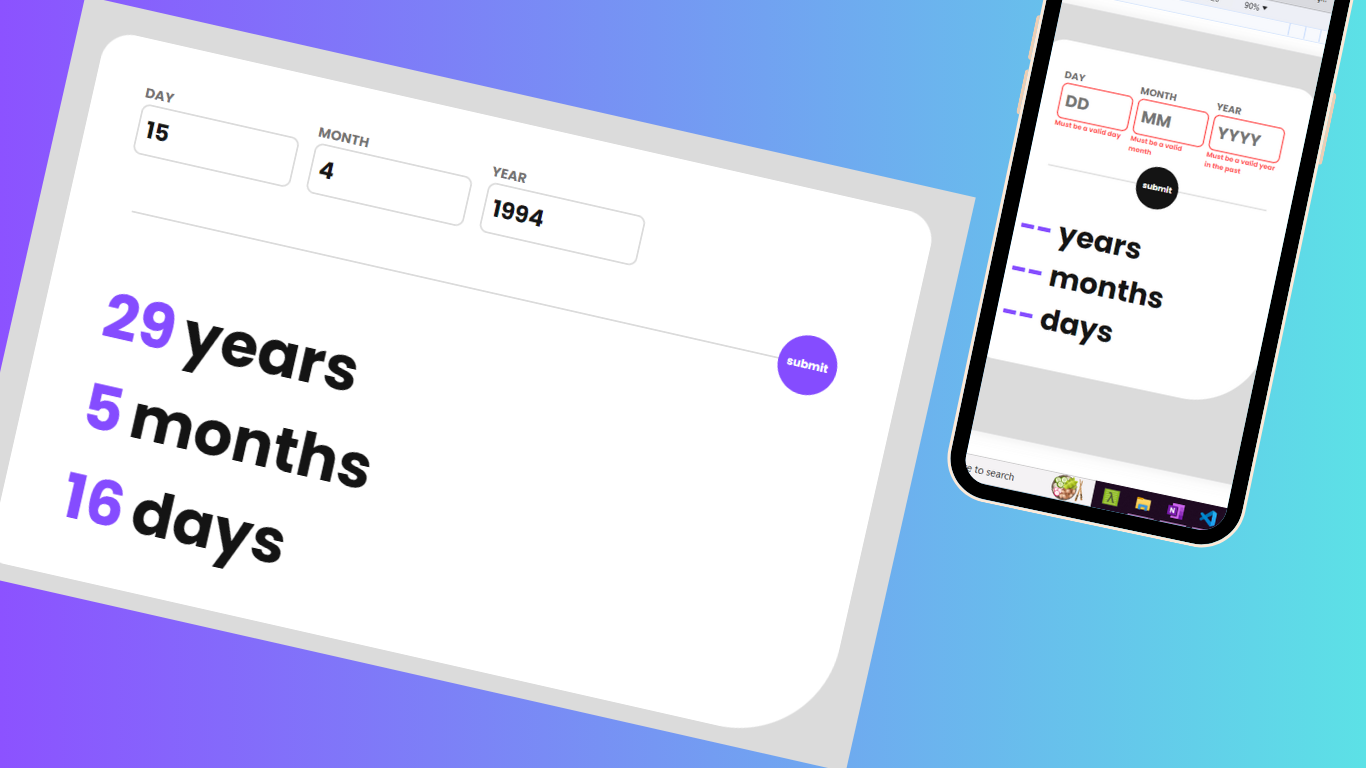 DAY
15
MONTH
4
YEAR
1994
submit
29 years
5 months
16 days
90%
DAY
DD
Must be a valid day
MONTH
MM
Must be a valid
month
YEAR
YYYY
Must be a valid year
in the past
submit
-- years
-- months
-- days
e to search